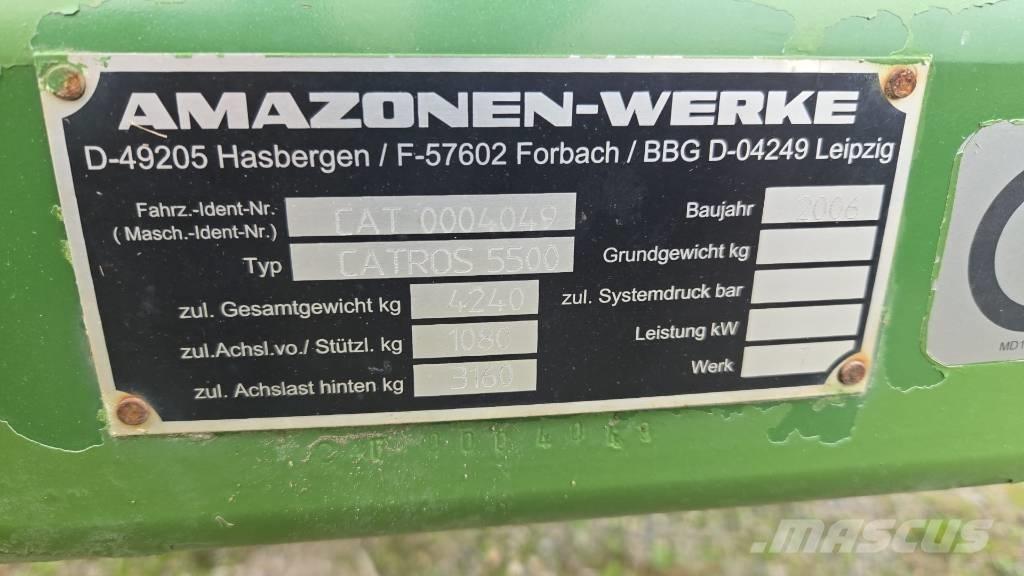 AMAZONEN-WERKE
D-49205 Hasbergen / F-57602 Forbach / BBG D-04249 Leipzig
Fahrz.-Ident-Nr.
( Masch.-Ident-Nr.) CAT 0004049
Typ CATROS 5500
zul. Gesamtgewicht kg 4240
zul.Achsl.vo./ Stützl. kg 1080
zul. Achslast hinten kg 3160
Baujahr 2006
Grundgewicht kg
zul. Systemdruck bar
Leistung kW
Werk 1
MASCUS